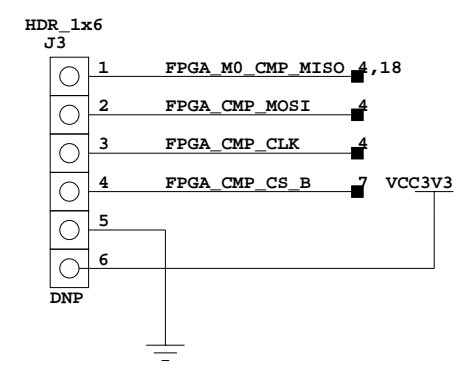 HDR_1x6
J3
1 FPGA_M0_CMP_MISO 4,18
2 FPGA_CMP_MOSI 4
3 FPGA_CMP_CLK 4
4 FPGA_CMP_CS_B 7 VCC3V3
5
6
DNP